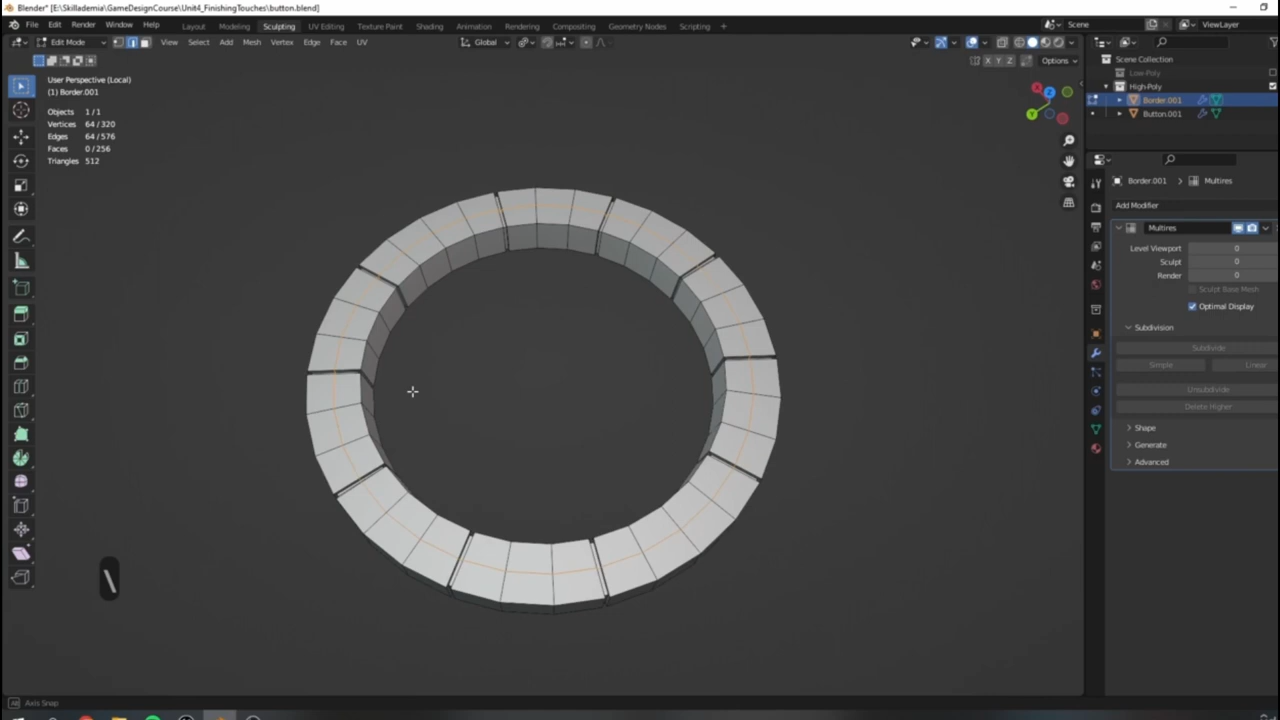 Blender* [E:\Skillademia\GameDesignCourse\Unit4_FinishingTouches\button.blend]
File Edit Render Window Help Layout Modeling Sculpting UV Editing Texture Paint Shading Animation Rendering Compositing Geometry Nodes Scripting + Scene ViewLayer
Edit Mode View Select Add Mesh Vertex Edge Face UV Global
X Y Z Options
User Perspective (Local)
(1) Border.001
Objects 1/1
Vertices 64/320
Edges 64/576
Faces 0/256
Triangles 512
Scene Collection
Low-Poly
High-Poly
Border.001
Button.001
Border.001 > Multires
Add Modifier
Multires
Level Viewport 0
Sculpt 0
Render 0
Sculpt Base Mesh
Optimal Display
Subdivision
Subdivide
Simple Linear
Unsubdivide
Delete Higher
Shape
Generate
Advanced
\
Axis Snap